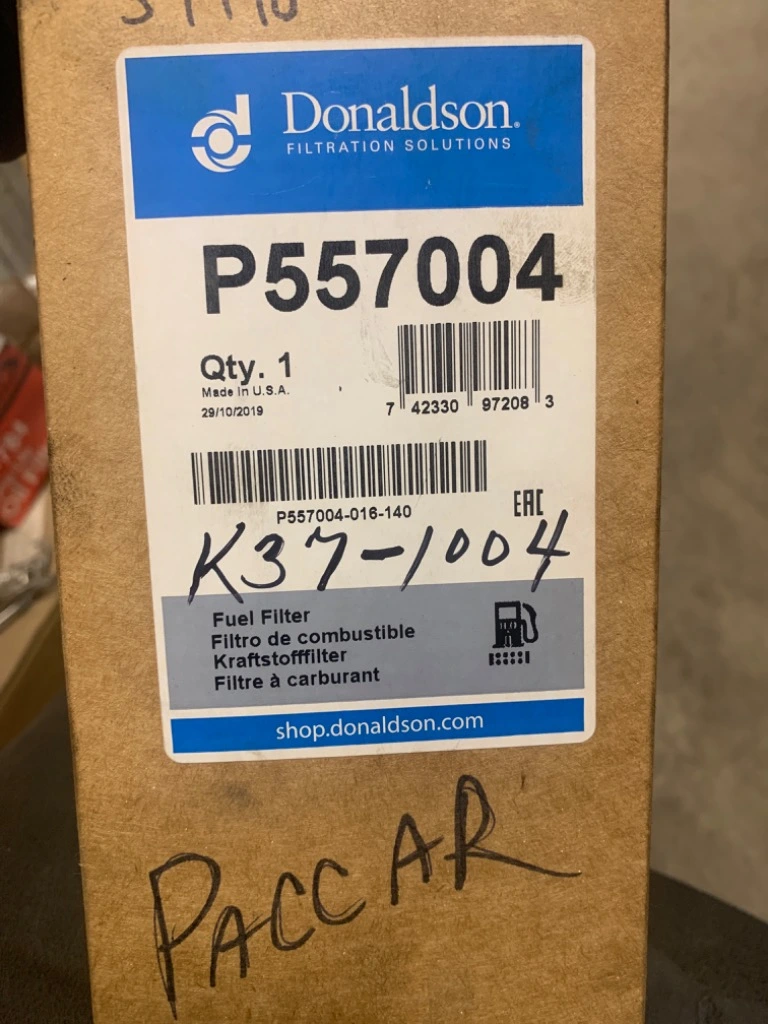 Donaldson®
FILTRATION SOLUTIONS
P557004
Qty. 1
Made in U.S.A.
29/10/2019
7 42330 97208 3
P557004-016-140
EAC
K37-1004
Fuel Filter
Filtro de combustible
Kraftstofffilter
Filtre à carburant
shop.donaldson.com
PACCAR